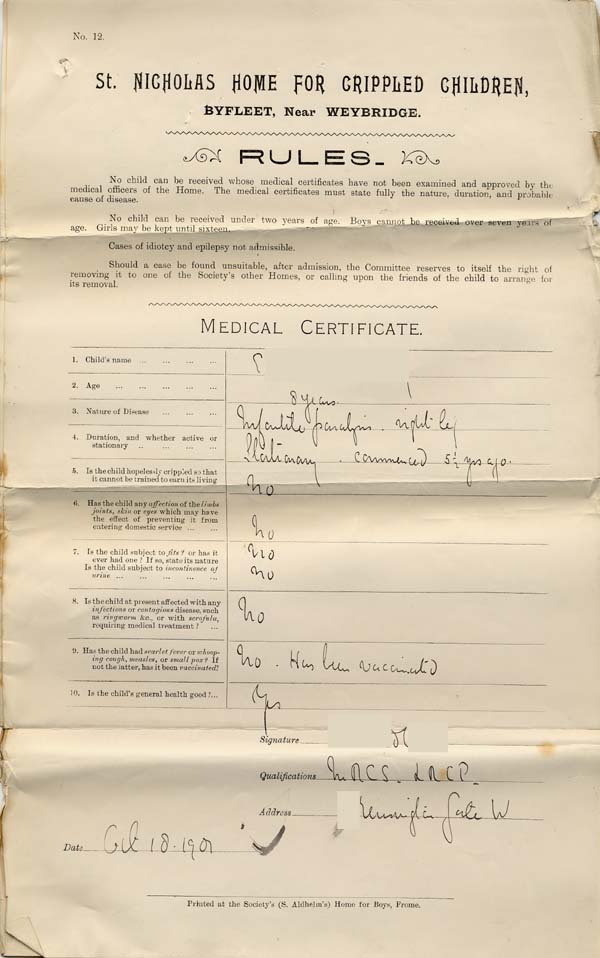 No. 12.
St. NICHOLAS HOME FOR CRIPPLED CHILDREN,
BYFLEET, Near WEYBRIDGE.
RULES.
No child can be received whose medical certificates have not been examined and approved by the
medical officers of the Home. The medical certificates must state fully the nature, duration, and probable
cause of disease.
No child can be received under two years of age. Boys cannot be received over seven years of
age. Girls may be kept until sixteen.
Cases of idiotcy and epilepsy not admissible.
Should a case be found unsuitable, after admission, the Committee reserves to itself the right of
removing it to one of the Society's other Homes, or calling upon the friends of the child to arrange for
its removal.
MEDICAL CERTIFICATE.
1. Child's name ... ... ... ...
2. Age ... ... ... ... ...
8 years.
3. Nature of Disease ... ... ...
Infantile paralysis. right leg
4. Duration, and whether active or
stationary .. ... ... ...
Stationary. Commenced 5½ yrs ago.
5. Is the child hopelessly crippled so that
it cannot be trained to earn its living
No
6. Has the child any affection of the limbs
joints, skin or eyes which may have
the effect of preventing it from
entering domestic service ... ...
No
7. Is the child subject to fits? or has it
ever had one? If so, state its nature
No
Is the child subject to incontinence of
urine ... ... ... ... ...
No
8. Is the child at present affected with any
infectious or contagious disease, such
as ringworm &c., or with scrofula,
requiring medical treatment? ...
No
9. Has the child had scarlet fever or whoop-
ing cough, measles, or small pox? If
not the latter, has it been vaccinated?
No. Has been vaccinated
10. Is the child's general health good?...
Yes
Signature
Qualifications M.R.C.S. L.R.C.P.
Address Kensington Gate W
Date Oct 18. 1901
Printed at the Society's (S. Aldhelm's) Home for Boys, Frome.